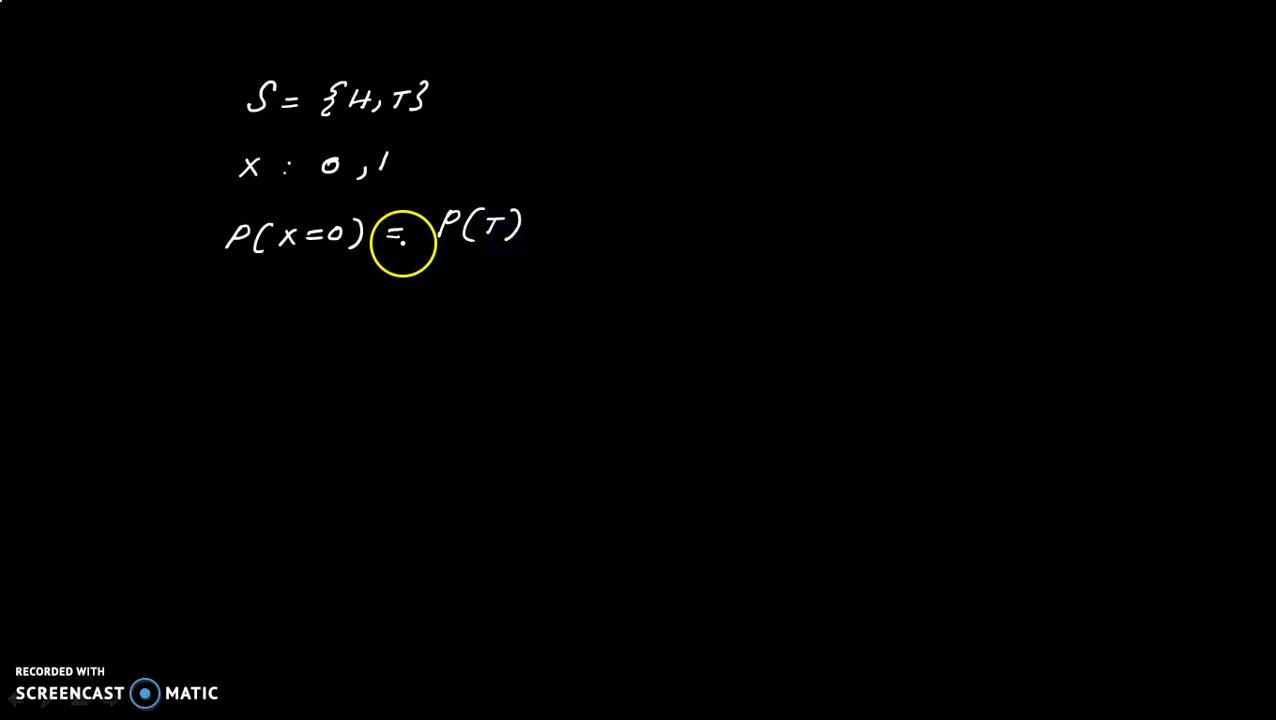 S = {H, T}
X : 0, 1
P(X=0) = P(T)
RECORDED WITH
SCREENCAST MATIC